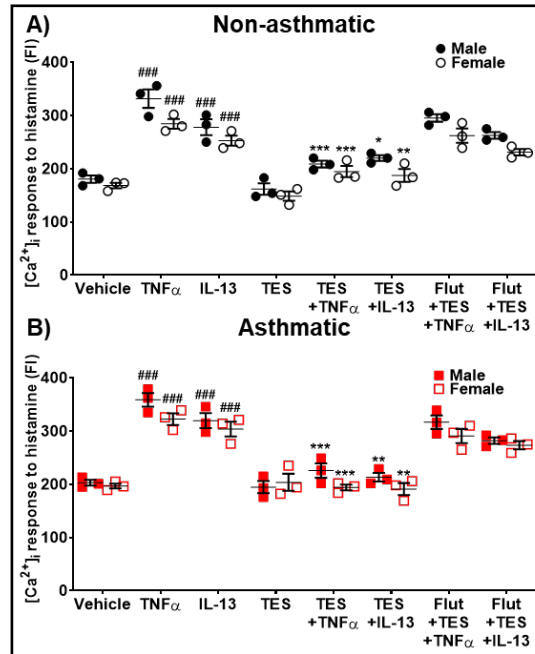 A) Non-asthmatic
[Ca2+]i response to histamine (FI)
400
300
200
100
0
Male
Female
### ### ### ###
*** *** * **
Vehicle TNFα IL-13 TES TES +TNFα TES +IL-13 Flut +TES +TNFα Flut +TES +IL-13
B) Asthmatic
[Ca2+]i response to histamine (FI)
400
300
200
100
0
Male
Female
### ### ### ###
*** *** ** **
Vehicle TNFα IL-13 TES TES +TNFα TES +IL-13 Flut +TES +TNFα Flut +TES +IL-13